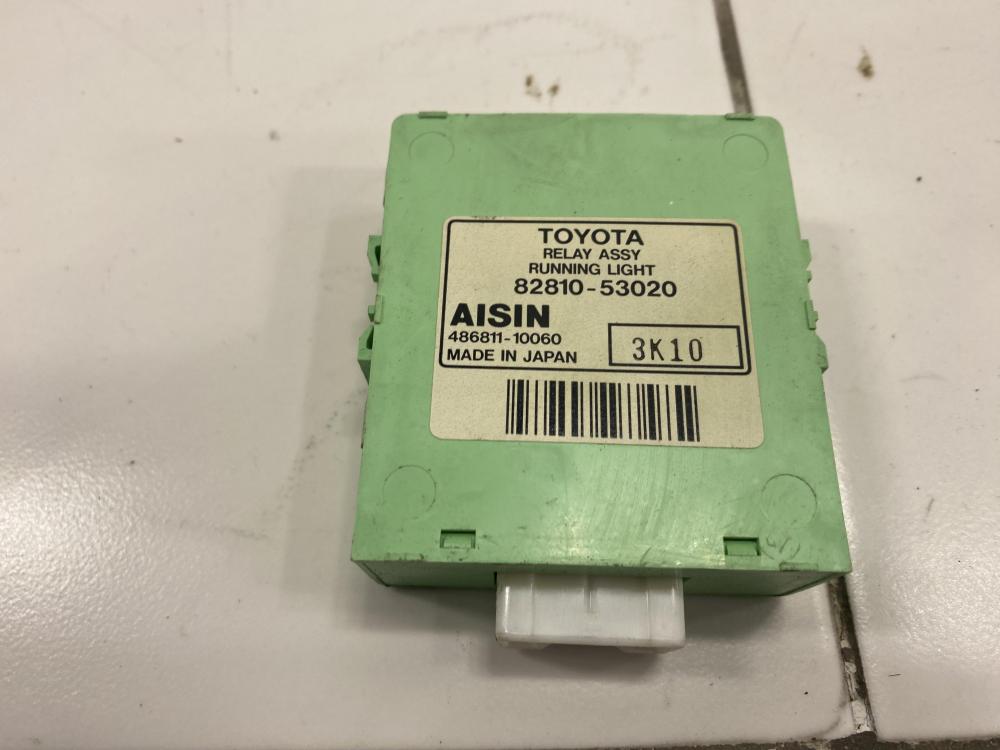 TOYOTA
RELAY ASSY
RUNNING LIGHT
82810-53020
AISIN
486811-10060
MADE IN JAPAN
3K10